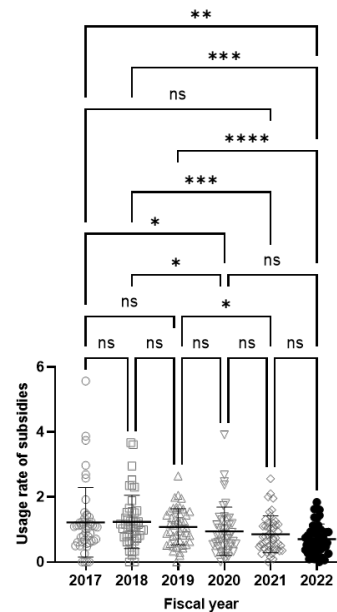 **
***
ns
****
***
*
* ns
ns *
ns ns ns ns ns
6
4
2
0
Usage rate of subsidies
2017 2018 2019 2020 2021 2022
Fiscal year